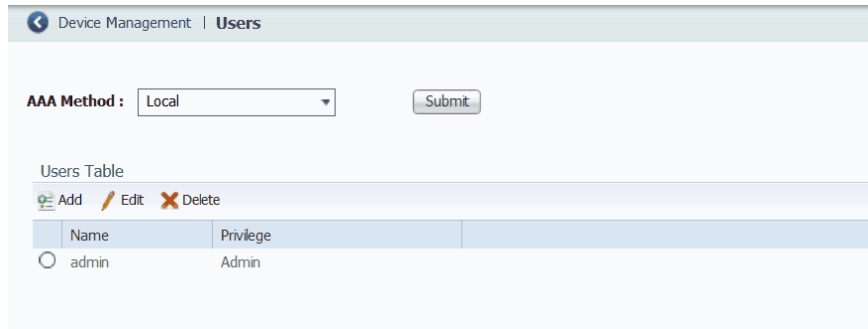 Device Management | Users
AAA Method : Local Submit
Users Table
Add Edit Delete
Name Privilege
admin Admin